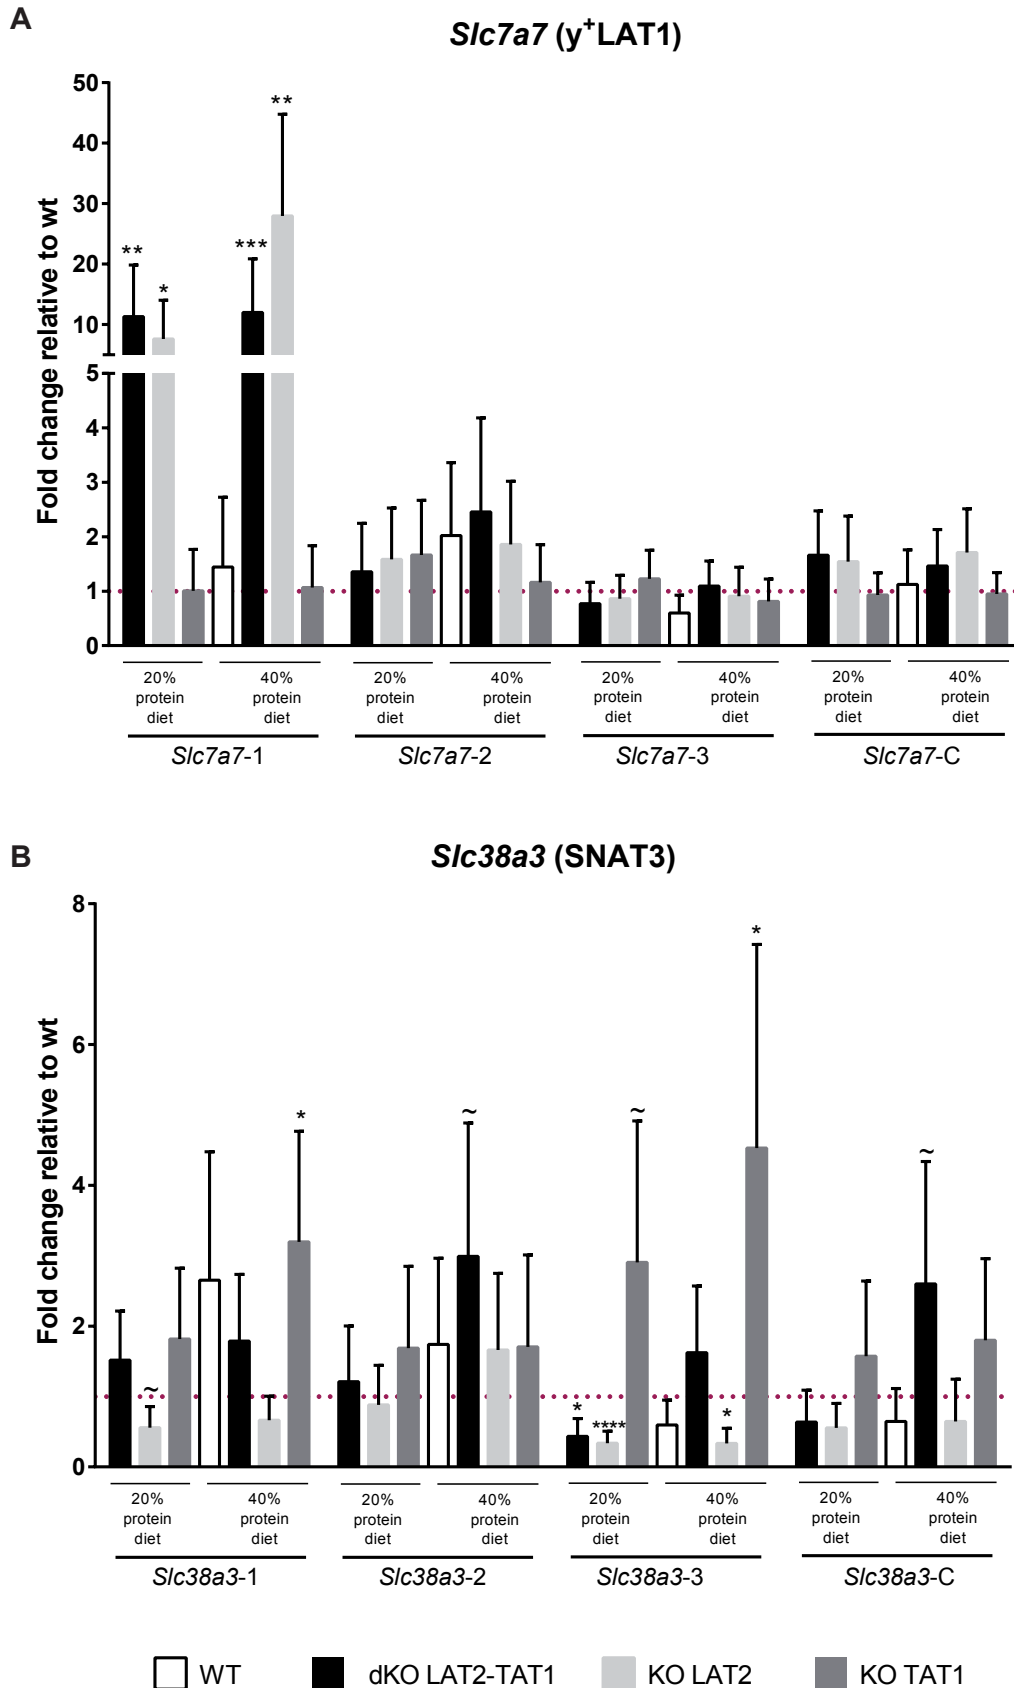 A
Slc7a7 (y+LAT1)
Fold change relative to wt
50
40
30
20
10
5
4
3
2
1
0
** * *** **
20% protein diet
40% protein diet
20% protein diet
40% protein diet
20% protein diet
40% protein diet
20% protein diet
40% protein diet
Slc7a7-1
Slc7a7-2
Slc7a7-3
Slc7a7-C
B
Slc38a3 (SNAT3)
Fold change relative to wt
8
6
4
2
0
~ * ~ * **** ~ * * ~
20% protein diet
40% protein diet
20% protein diet
40% protein diet
20% protein diet
40% protein diet
20% protein diet
40% protein diet
Slc38a3-1
Slc38a3-2
Slc38a3-3
Slc38a3-C
WT
dKO LAT2-TAT1
KO LAT2
KO TAT1